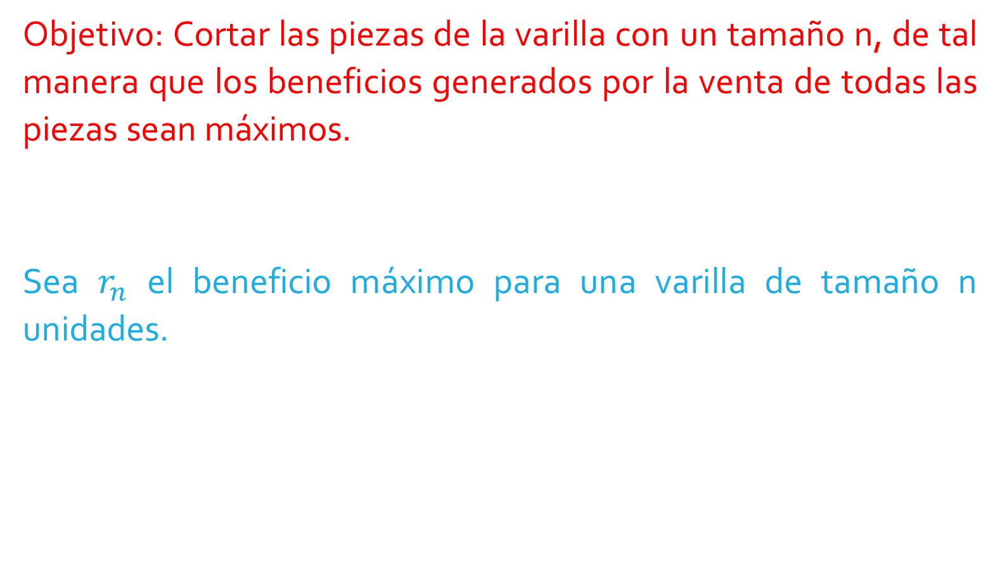 Objetivo: Cortar las piezas de la varilla con un tamaño n, de tal
manera que los beneficios generados por la venta de todas las
piezas sean máximos.
Sea rₙ el beneficio máximo para una varilla de tamaño n
unidades.